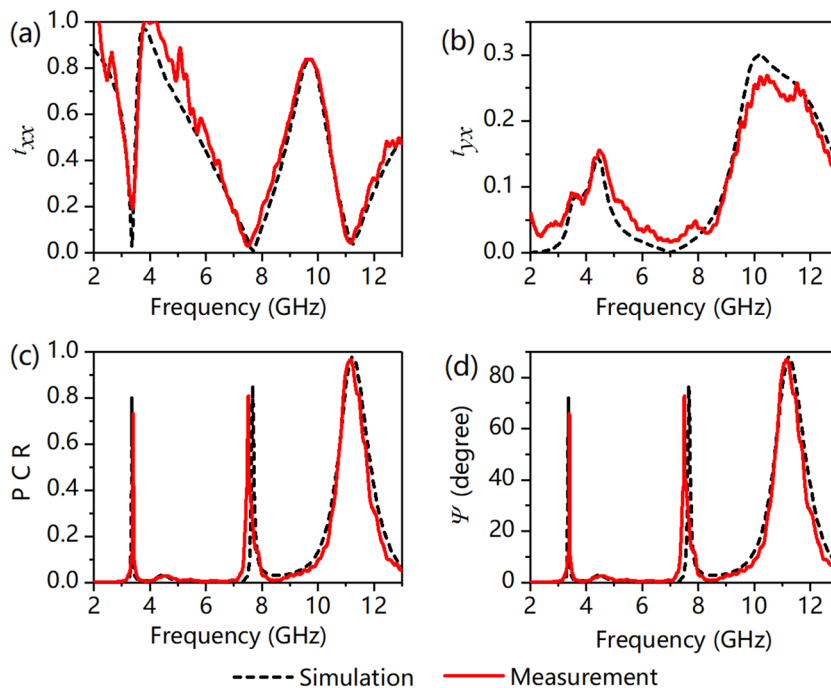 (a)
t_xx
1.0
0.8
0.6
0.4
0.2
0.0
2 4 6 8 10 12
Frequency (GHz)
(b)
t_yx
0.3
0.2
0.1
0.0
2 4 6 8 10 12
Frequency (GHz)
(c)
P C R
1.0
0.8
0.6
0.4
0.2
0.0
2 4 6 8 10 12
Frequency (GHz)
(d)
Ψ (degree)
80
60
40
20
0
2 4 6 8 10 12
Frequency (GHz)
Simulation Measurement